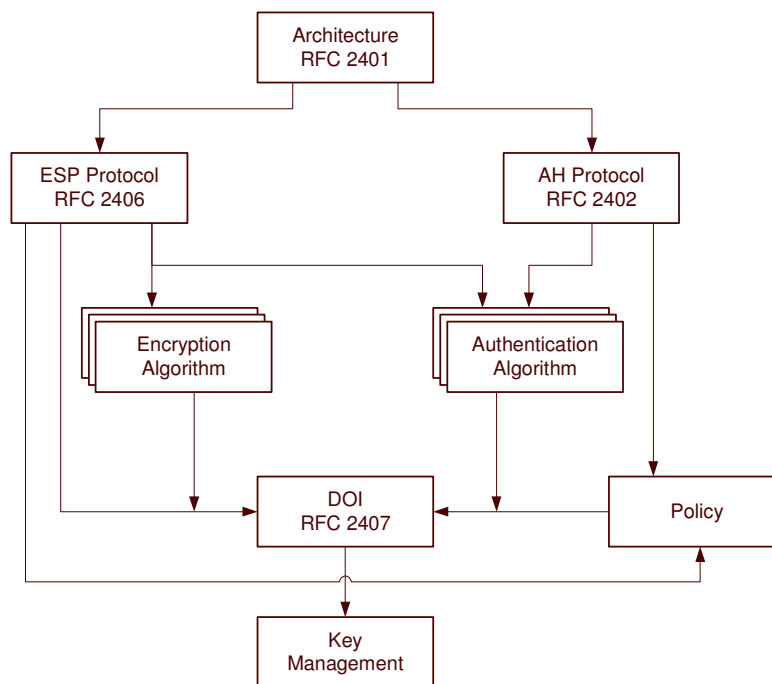 Architecture
RFC 2401
ESP Protocol
RFC 2406
AH Protocol
RFC 2402
Encryption
Algorithm
Authentication
Algorithm
DOI
RFC 2407
Policy
Key
Management